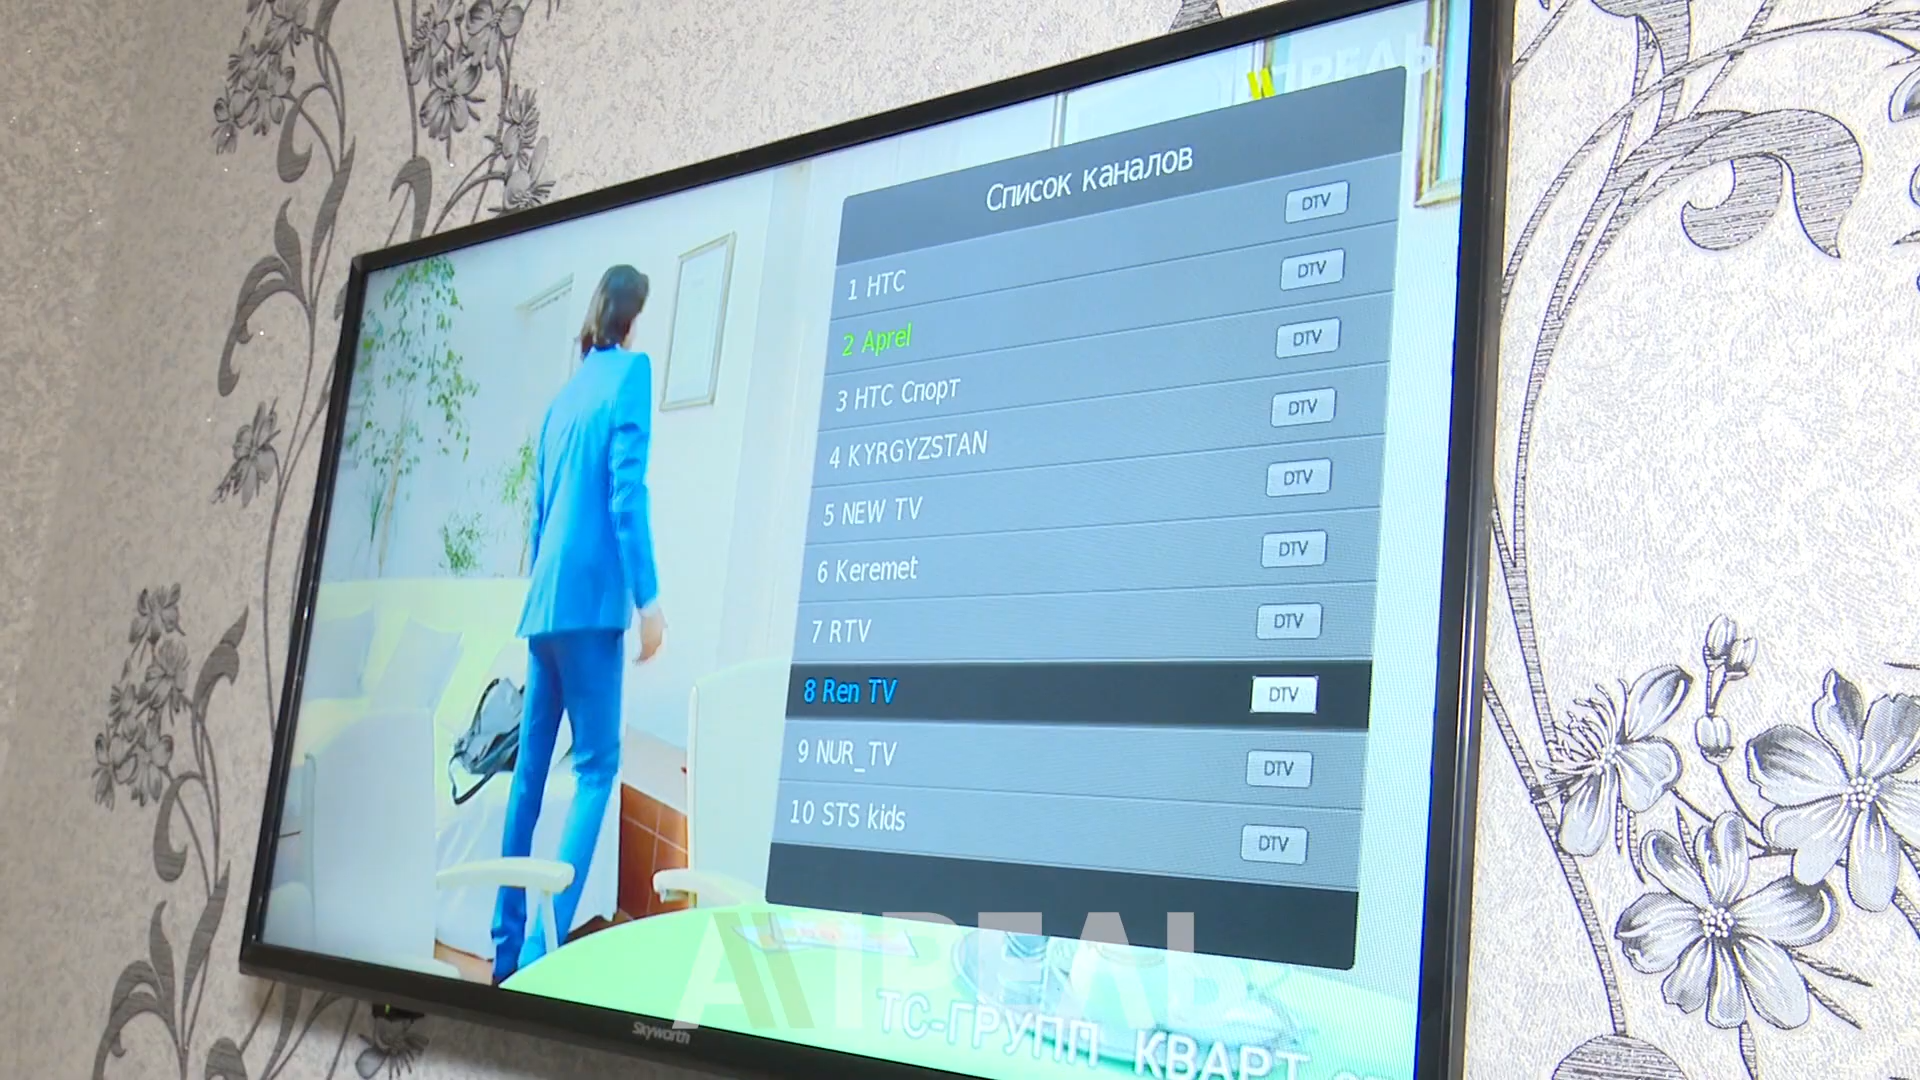 ПРЕЛЬ
Список каналов
DTV
1 НТС
DTV
2 Aprel
DTV
3 НТС Спорт
DTV
4 KYRGYZSTAN
DTV
5 NEW TV
DTV
6 Keremet
DTV
7 RTV
DTV
8 Ren TV
DTV
9 NUR_TV
DTV
10 STS kids
DTV
АПРЕЛЬ
ТС-ГРУПП КВАРТ
Skyworth